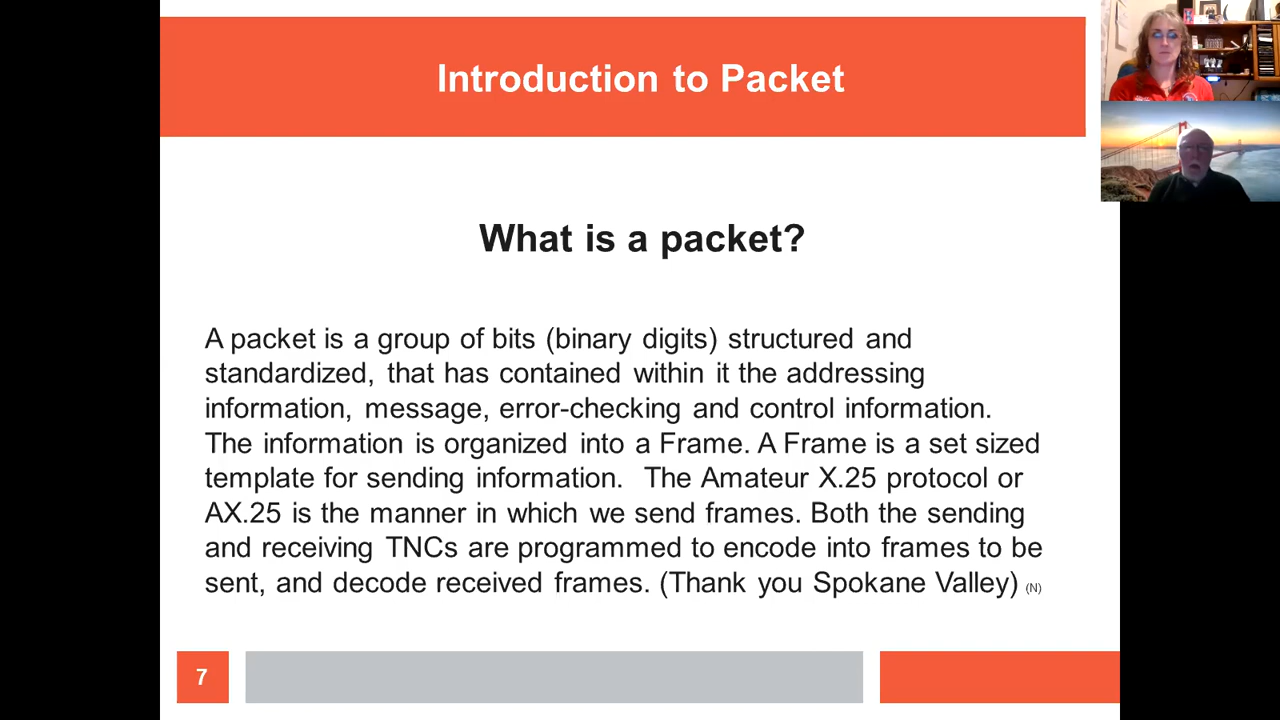 Introduction to Packet
What is a packet?
A packet is a group of bits (binary digits) structured and
standardized, that has contained within it the addressing
information, message, error-checking and control information.
The information is organized into a Frame. A Frame is a set sized
template for sending information. The Amateur X.25 protocol or
AX.25 is the manner in which we send frames. Both the sending
and receiving TNCs are programmed to encode into frames to be
sent, and decode received frames. (Thank you Spokane Valley) (N)
7